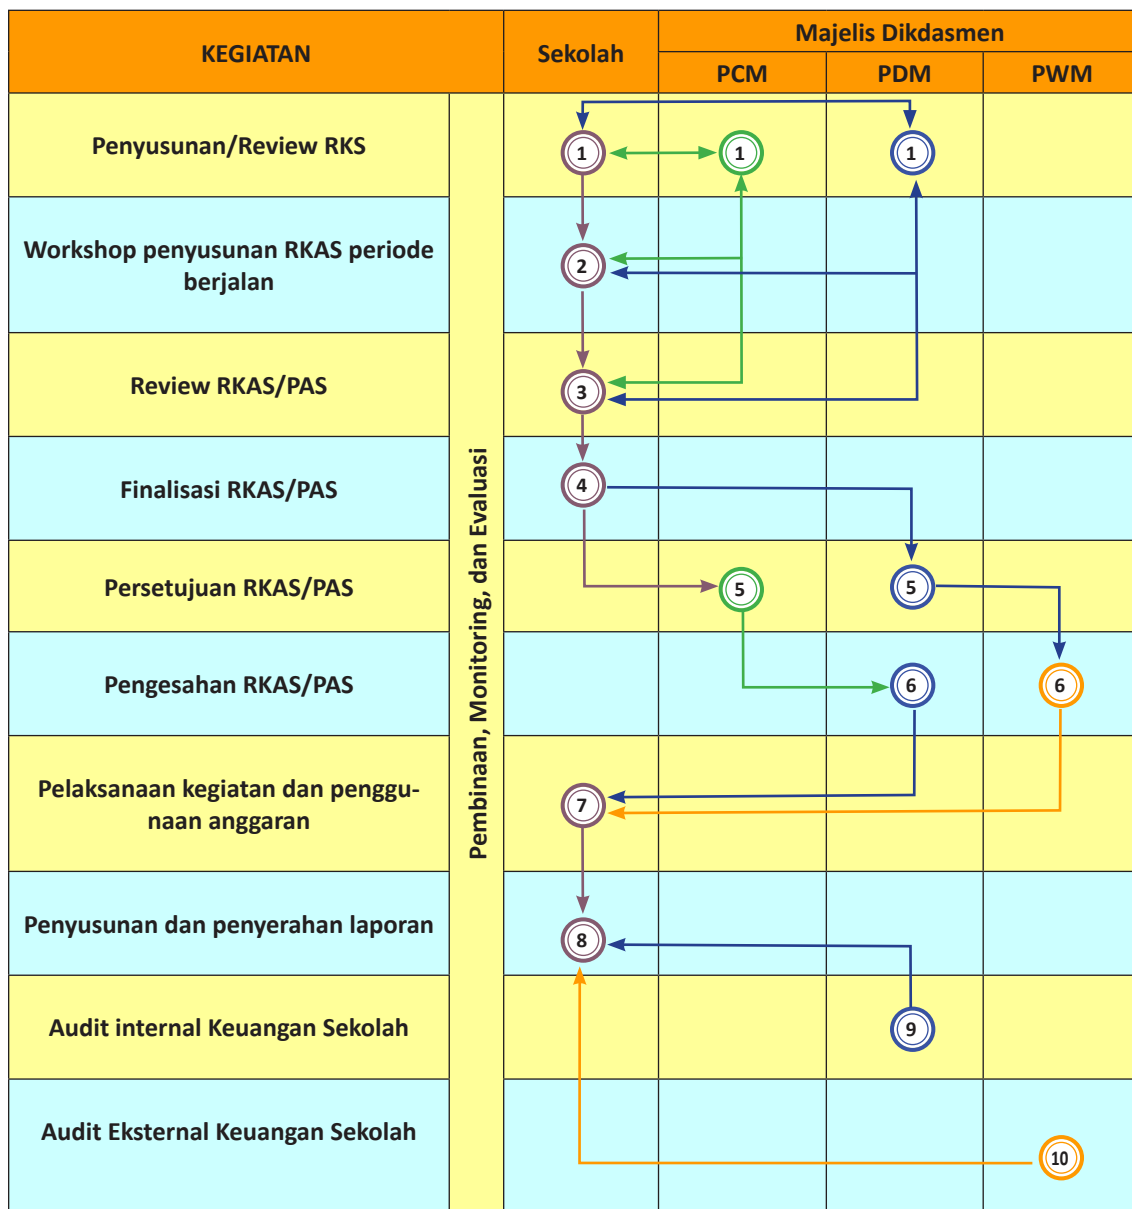 KEGIATAN
Sekolah
Majelis Dikdasmen
PCM
PDM
PWM
Pembinaan, Monitoring, dan Evaluasi
Penyusunan/Review RKS
1
1
1
Workshop penyusunan RKAS periode
berjalan
2
Review RKAS/PAS
3
Finalisasi RKAS/PAS
4
Persetujuan RKAS/PAS
5
5
Pengesahan RKAS/PAS
6
6
Pelaksanaan kegiatan dan penggu-
naan anggaran
7
Penyusunan dan penyerahan laporan
8
Audit internal Keuangan Sekolah
9
Audit Eksternal Keuangan Sekolah
10